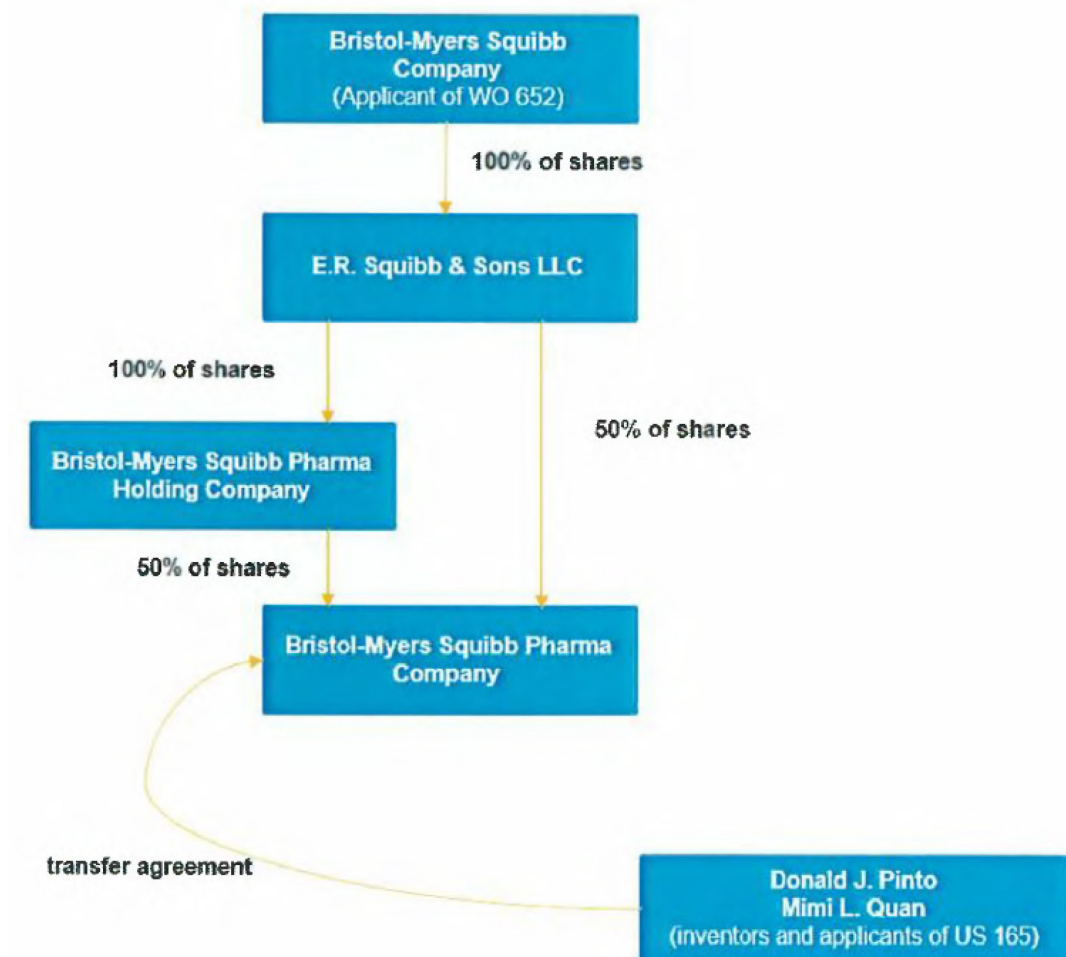 Bristol-Myers Squibb
Company
(Applicant of WO 652)
100% of shares
E.R. Squibb & Sons LLC
100% of shares
50% of shares
Bristol-Myers Squibb Pharma
Holding Company
50% of shares
Bristol-Myers Squibb Pharma
Company
transfer agreement
Donald J. Pinto
Mimi L. Quan
(inventors and applicants of US 165)